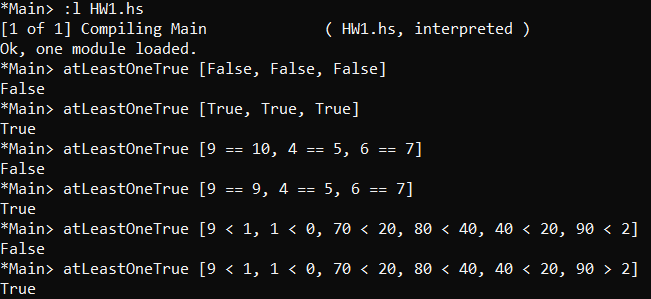 *Main> :l HW1.hs
[1 of 1] Compiling Main             ( HW1.hs, interpreted )
Ok, one module loaded.
*Main> atLeastOneTrue [False, False, False]
False
*Main> atLeastOneTrue [True, True, True]
True
*Main> atLeastOneTrue [9 == 10, 4 == 5, 6 == 7]
False
*Main> atLeastOneTrue [9 == 9, 4 == 5, 6 == 7]
True
*Main> atLeastOneTrue [9 < 1, 1 < 0, 70 < 20, 80 < 40, 40 < 20, 90 < 2]
False
*Main> atLeastOneTrue [9 < 1, 1 < 0, 70 < 20, 80 < 40, 40 < 20, 90 > 2]
True